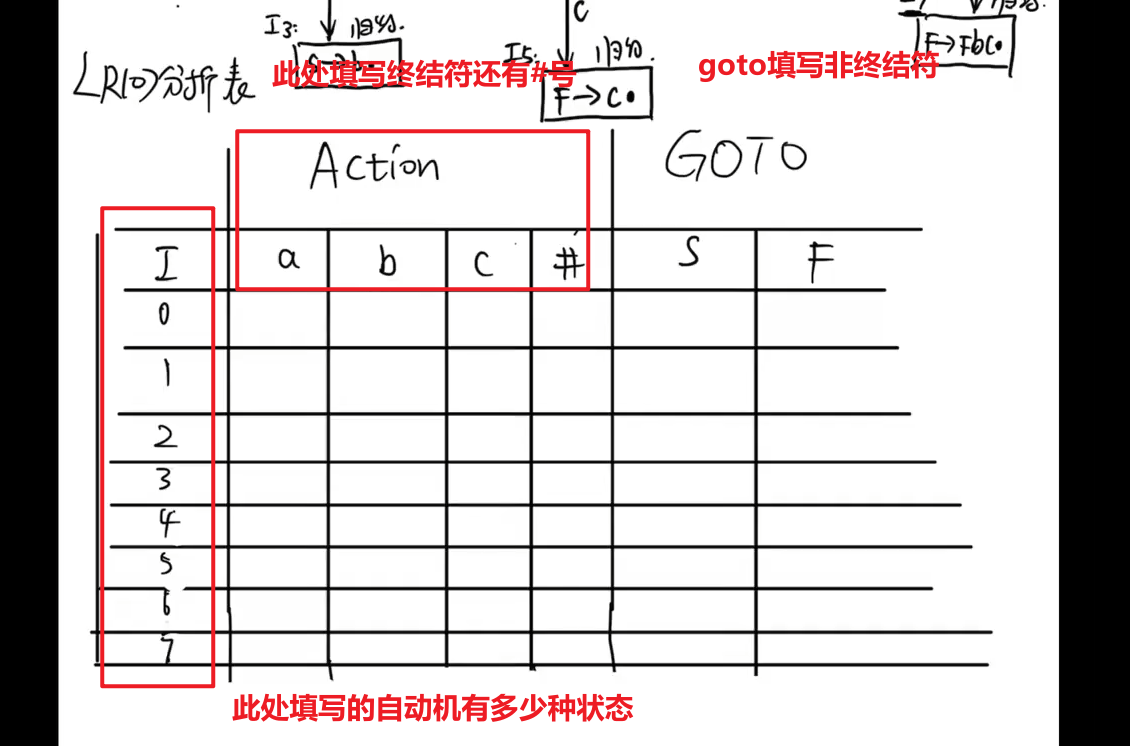 C
I3: 归约.
I5: 归约.
F→Fbc•
此处填写终结符还有#号
goto填写非终结符
LR(0)分析表
F→c•
Action
GOTO
I a b c # S F
0
1
2
3
4
5
6
7
此处填写的自动机有多少种状态